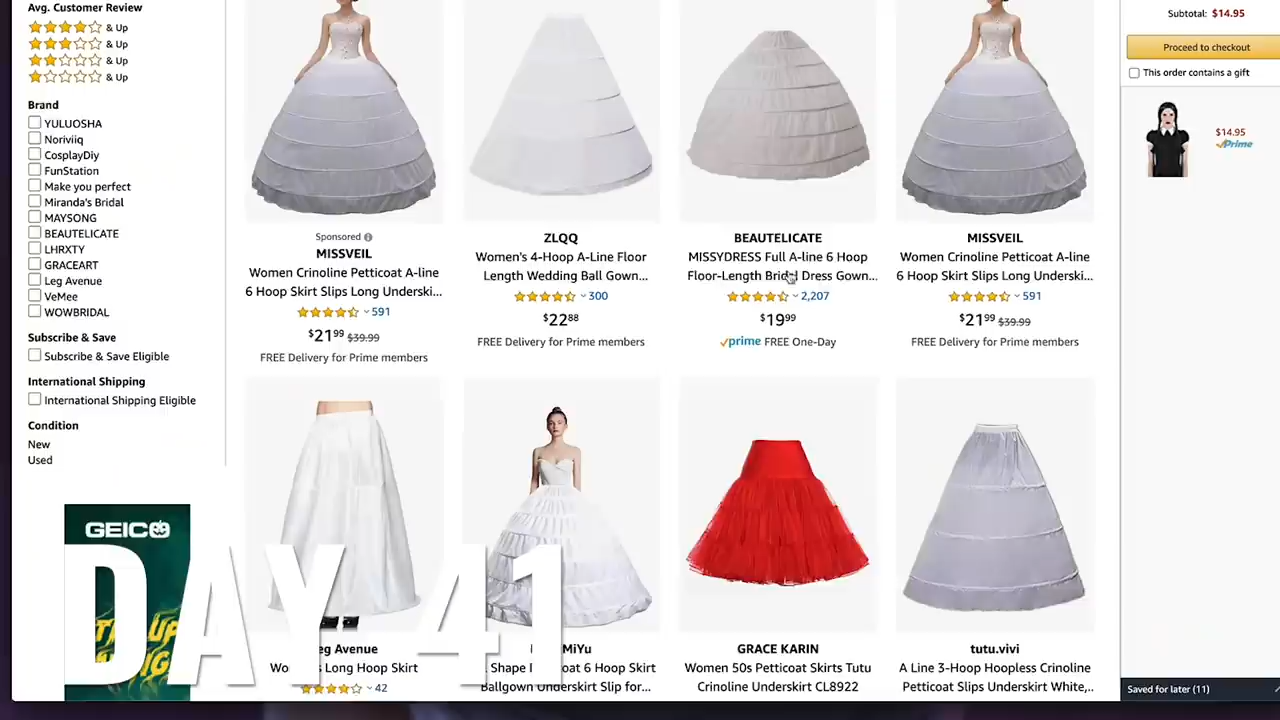 Avg. Customer Review
& Up
& Up
& Up
& Up
Brand
YULUOSHA
Noriviiq
CosplayDiy
FunStation
Make you perfect
Miranda's Bridal
MAYSONG
BEAUTELICATE
LHRXTY
GRACEART
Leg Avenue
VeMee
WOWBRIDAL
Subscribe & Save
Subscribe & Save Eligible
International Shipping
International Shipping Eligible
Condition
New
Used
Sponsored
MISSVEIL
Women Crinoline Petticoat A-line
6 Hoop Skirt Slips Long Underski...
591
$21 99 $39.99
FREE Delivery for Prime members
ZLQQ
Women's 4-Hoop A-Line Floor
Length Wedding Ball Gown...
300
$22 88
FREE Delivery for Prime members
BEAUTELICATE
MISSYDRESS Full A-line 6 Hoop
Floor-Length Bridal Dress Gown...
2,207
$19 99
prime FREE One-Day
MISSVEIL
Women Crinoline Petticoat A-line
6 Hoop Skirt Slips Long Underski...
591
$21 99 $39.99
FREE Delivery for Prime members
eg Avenue
Long Hoop Skirt
42
MiYu
Shape oat 6 Hoop Skirt
Ballgown Underskirt Slip for...
GRACE KARIN
Women 50s Petticoat Skirts Tutu
Crinoline Underskirt CL8922
tutu.vivi
A Line 3-Hoop Hoopless Crinoline
Petticoat Slips Underskirt White,...
Subtotal: $14.95
Proceed to checkout
This order contains a gift
$14.95
Prime
Saved for later (11)
GEICO
DAY 41